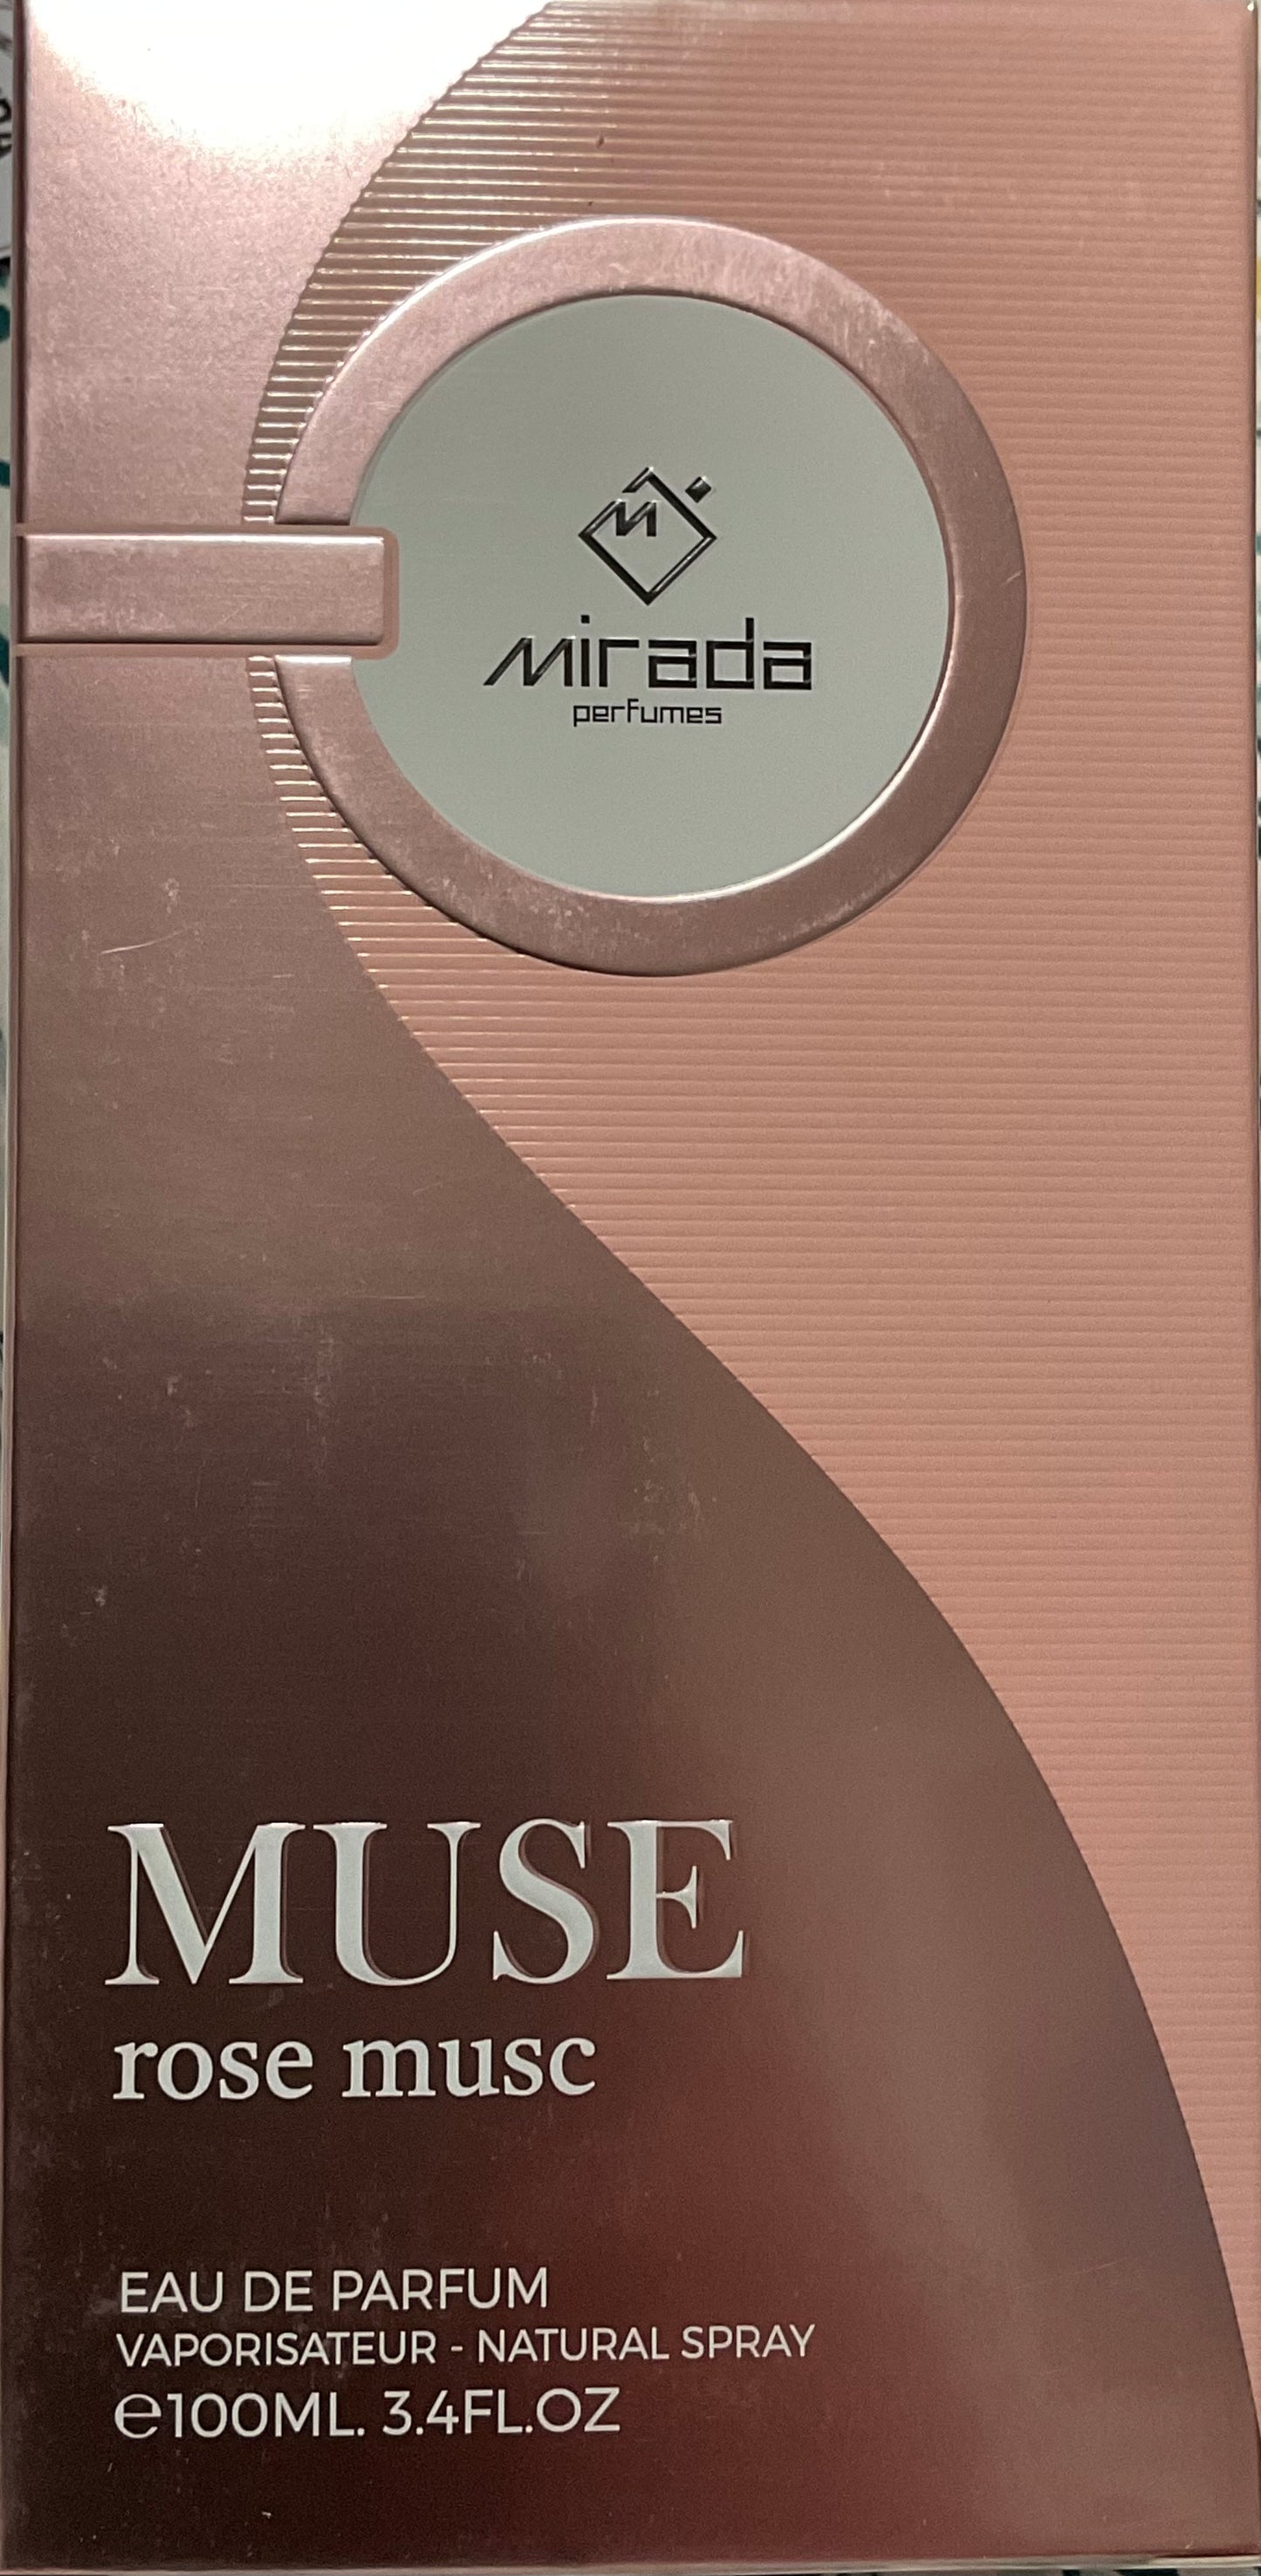 mirada
perfumes
MUSE
rose musc
EAU DE PARFUM
VAPORISATEUR - NATURAL SPRAY
℮100ML. 3.4FL.OZ